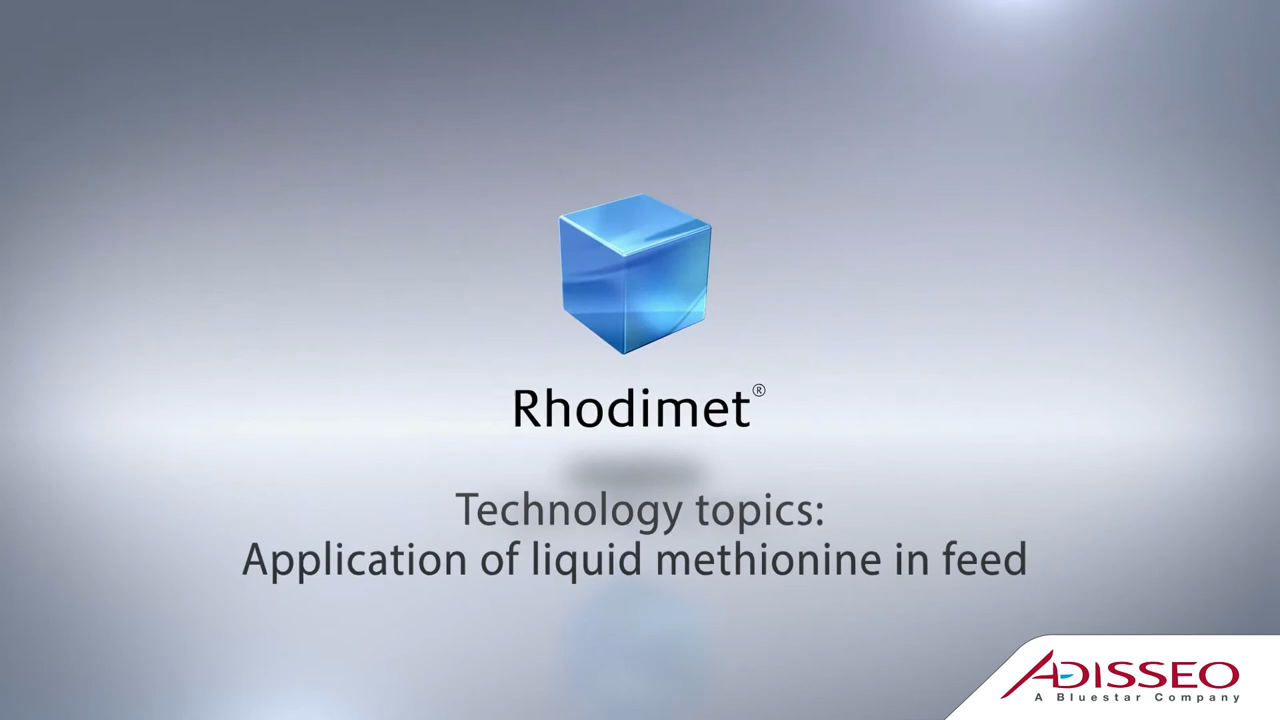 Rhodimet®
Technology topics:
Application of liquid methionine in feed
ADISSEO
A Bluestar Company